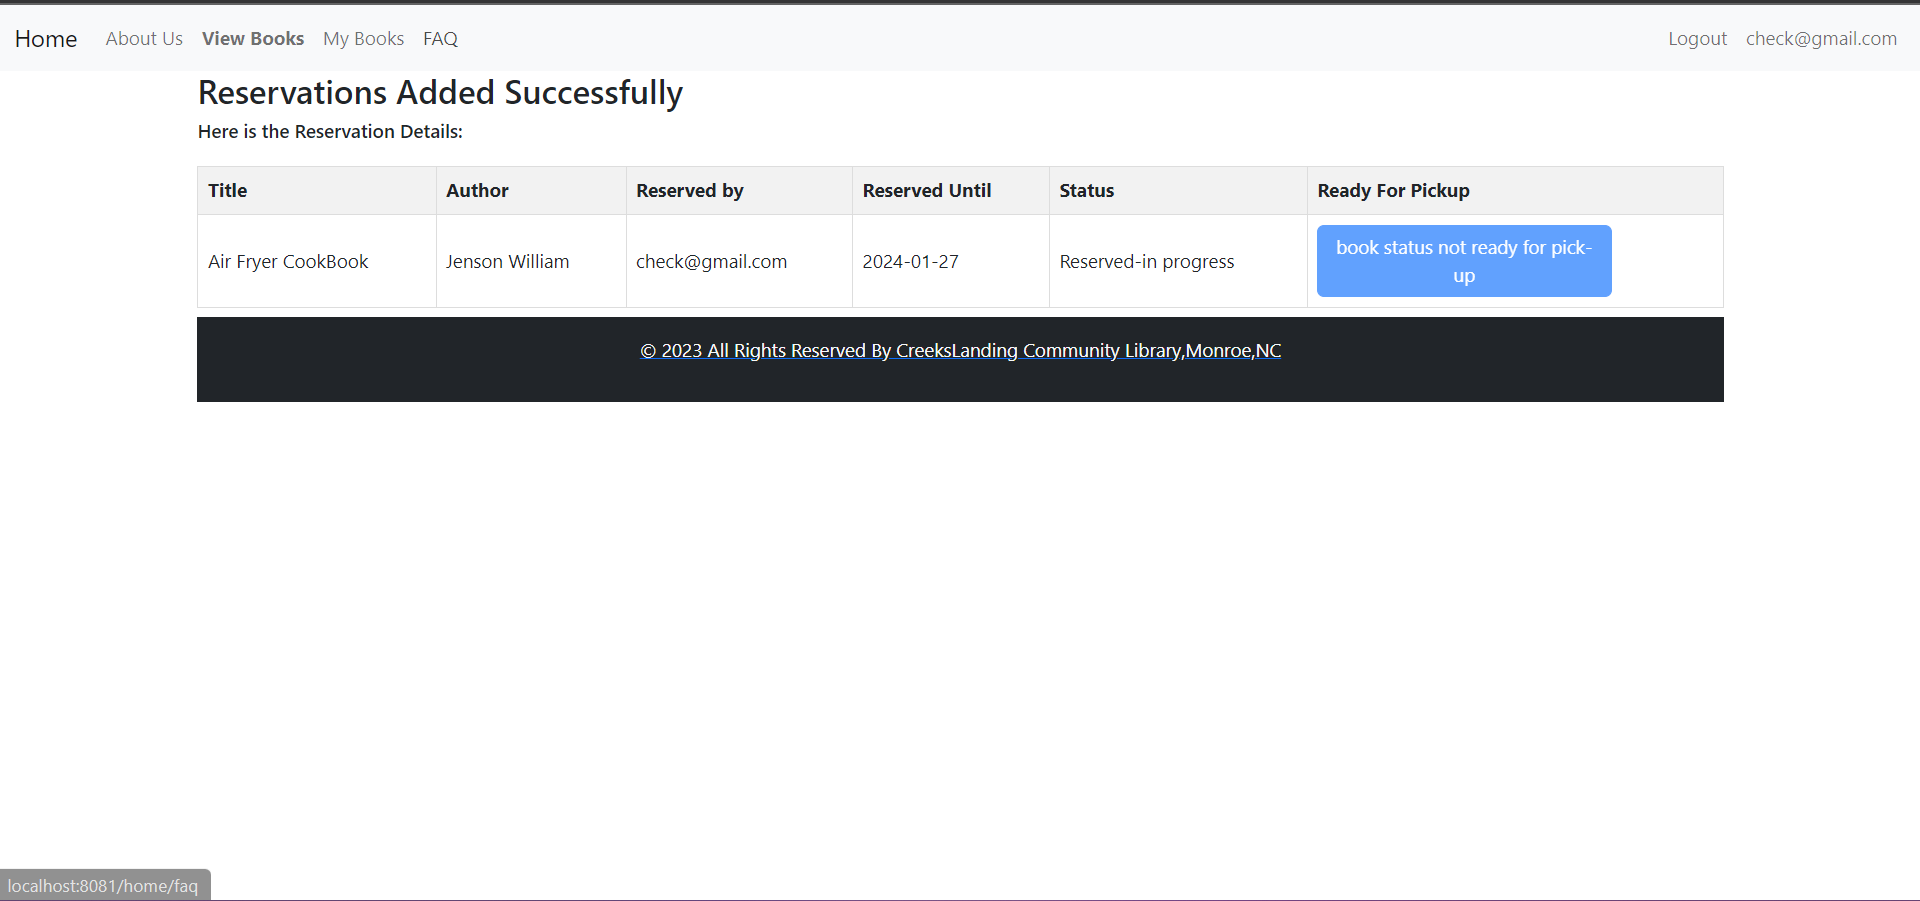 Home About Us View Books My Books FAQ Logout check@gmail.com
Reservations Added Successfully
Here is the Reservation Details:
Title Author Reserved by Reserved Until Status Ready For Pickup
Air Fryer CookBook Jenson William check@gmail.com 2024-01-27 Reserved-in progress book status not ready for pick-
up
© 2023 All Rights Reserved By CreeksLanding Community Library,Monroe,NC
localhost:8081/home/faq